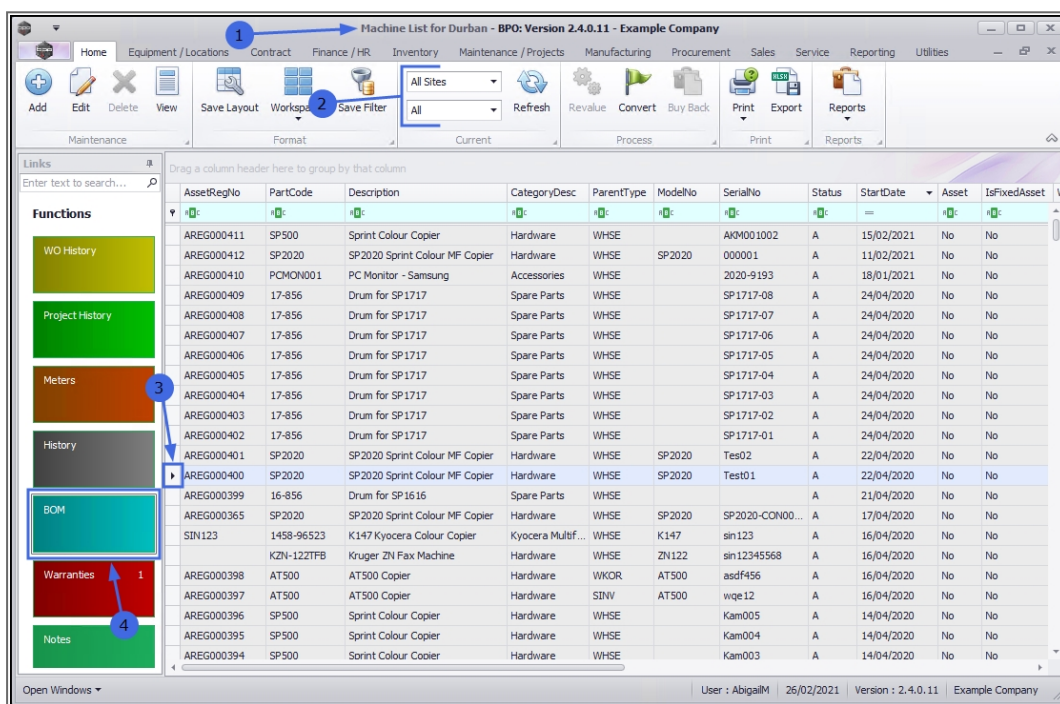 Machine List for Durban - BPO: Version 2.4.0.11 - Example Company
1
Home Equipment / Locations Contract Finance / HR Inventory Maintenance / Projects Manufacturing Procurement Sales Service Reporting Utilities
All Sites
2
All
Add Edit Delete View Save Layout Save Filter Refresh Revalue Convert Buy Back Print Export Reports
Maintenance Format Current Process Print Reports
Links
Drag a column header here to group by that column
Enter text to search...
AssetRegNo PartCode Description CategoryDesc ParentType ModelNo SerialNo Status StartDate Asset IsFixedAsset
Functions
AREG000411 SP500 Sprint Colour Copier Hardware WHSE AKM001002 A 15/02/2021 No No
WO History
AREG000412 SP2020 SP2020 Sprint Colour MF Copier Hardware WHSE SP2020 000001 A 11/02/2021 No No
AREG000410 PCMON001 PC Monitor - Samsung Accessories WHSE 2020-9193 A 18/01/2021 No No
AREG000409 17-856 Drum for SP1717 Spare Parts WHSE SP1717-08 A 24/04/2020 No No
Project History
AREG000408 17-856 Drum for SP1717 Spare Parts WHSE SP1717-07 A 24/04/2020 No No
AREG000407 17-856 Drum for SP1717 Spare Parts WHSE SP1717-06 A 24/04/2020 No No
AREG000406 17-856 Drum for SP1717 Spare Parts WHSE SP1717-05 A 24/04/2020 No No
Meters
AREG000405 17-856 Drum for SP1717 Spare Parts WHSE SP1717-04 A 24/04/2020 No No
3
AREG000404 17-856 Drum for SP1717 Spare Parts WHSE SP1717-03 A 24/04/2020 No No
AREG000403 17-856 Drum for SP1717 Spare Parts WHSE SP1717-02 A 24/04/2020 No No
AREG000402 17-856 Drum for SP1717 Spare Parts WHSE SP1717-01 A 24/04/2020 No No
History
AREG000401 SP2020 SP2020 Sprint Colour MF Copier Hardware WHSE SP2020 Tes02 A 22/04/2020 No No
AREG000400 SP2020 SP2020 Sprint Colour MF Copier Hardware WHSE SP2020 Test01 A 22/04/2020 No No
AREG000399 16-856 Drum for SP1616 Spare Parts WHSE A 21/04/2020 No No
BOM
AREG000365 SP2020 SP2020 Sprint Colour MF Copier Hardware WHSE SP2020 SP2020-CON00... A 17/04/2020 No No
SIN123 1458-96523 K147 Kyocera Colour Copier Kyocera Multif... WHSE K147 sin123 A 16/04/2020 No No
KZN-122TFB Kruger ZN Fax Machine Hardware WHSE ZN122 sin12345568 A 16/04/2020 No No
Warranties 1
AREG000398 AT500 AT500 Copier Hardware WKOR AT500 asdf456 A 16/04/2020 No No
AREG000397 AT500 AT500 Copier Hardware SINV AT500 wqe12 A 16/04/2020 No No
4
AREG000396 SP500 Sprint Colour Copier Hardware WHSE Kam005 A 14/04/2020 No No
Notes
AREG000395 SP500 Sprint Colour Copier Hardware WHSE Kam004 A 14/04/2020 No No
AREG000394 SP500 Sprint Colour Copier Hardware WHSE Kam003 A 14/04/2020 No No
Open Windows User : AbigailM 26/02/2021 Version : 2.4.0.11 Example Company